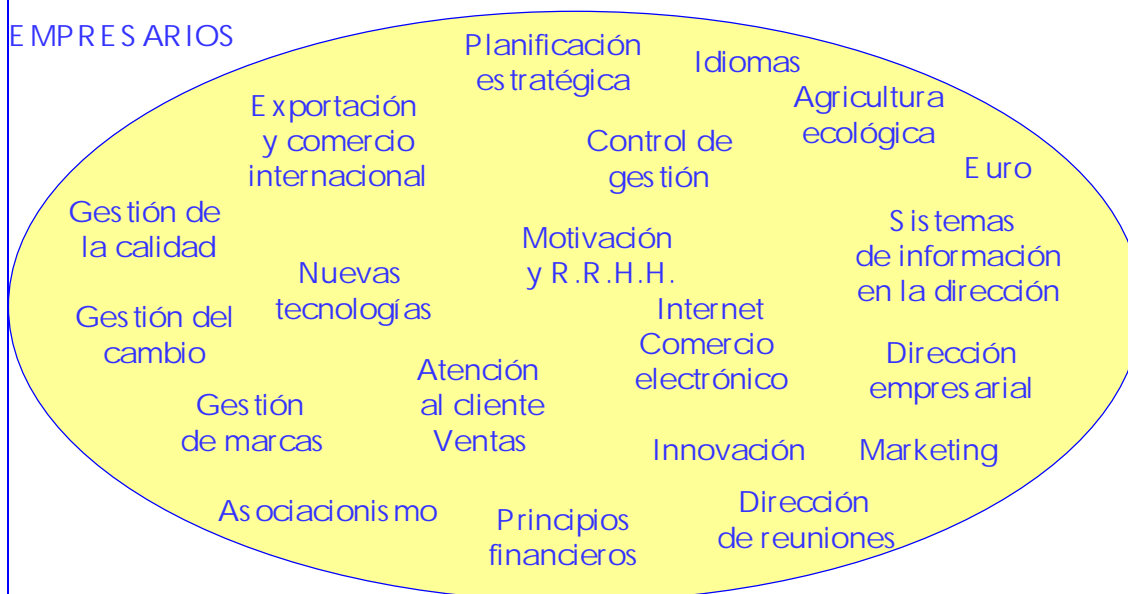 EMPRESARIOS
Planificación
estratégica
Idiomas
Agricultura
ecológica
Exportación
y comercio
internacional
Control de
gestión
Euro
Gestión de
la calidad
Motivación
y R.R.H.H.
Sistemas
de información
en la dirección
Nuevas
tecnologías
Gestión del
cambio
Internet
Comercio
electrónico
Dirección
empresarial
Atención
al cliente
Ventas
Gestión
de marcas
Innovación
Marketing
Asociacionismo
Principios
financieros
Dirección
de reuniones